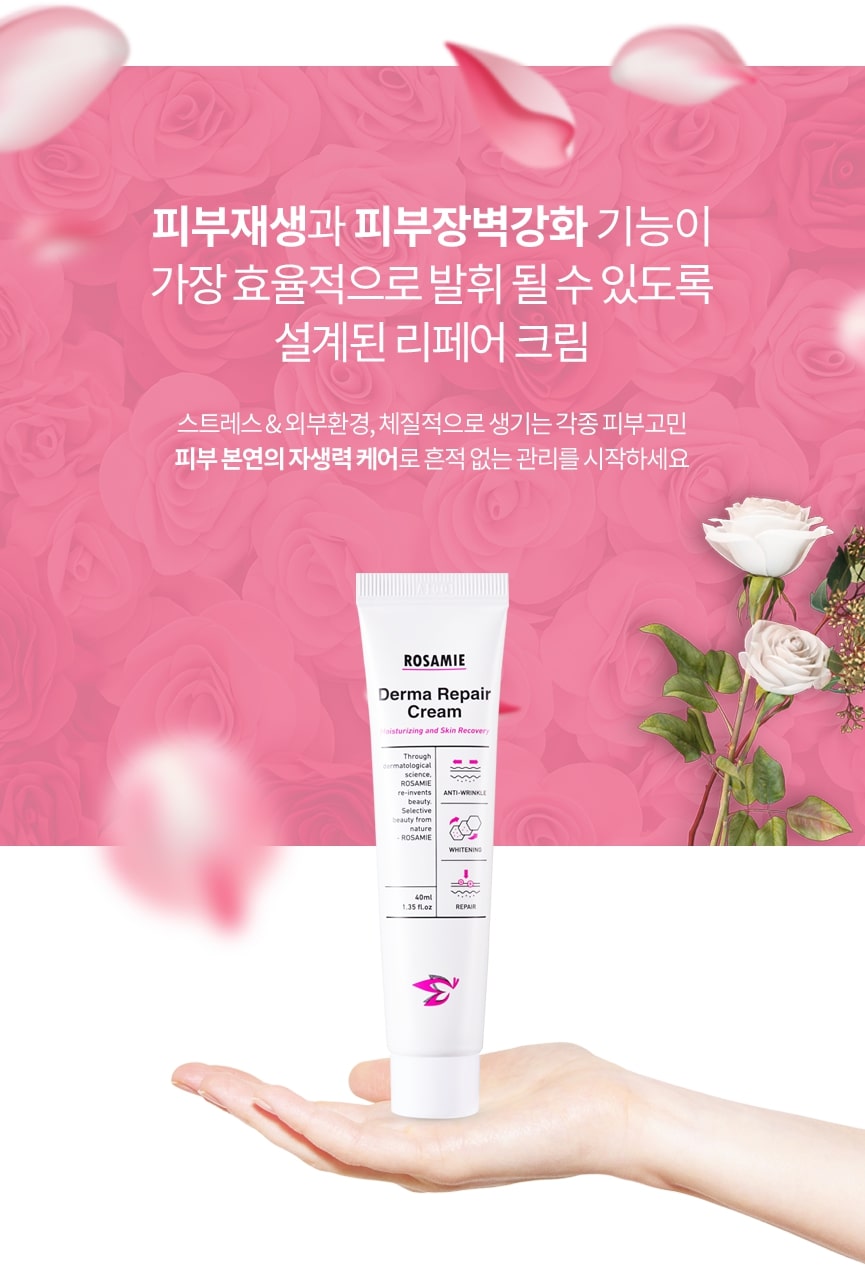 피부재생과 피부장벽강화 기능이
가장 효율적으로 발휘 될 수 있도록
설계된 리페어 크림
스트레스 & 외부환경, 체질적으로 생기는 각종 피부고민
피부 본연의 자생력 케어로 흔적 없는 관리를 시작하세요
ROSAMIE
Derma Repair
Cream
Moisturizing and Skin Recovery
Through
dermatological
science,
ROSAMIE
re-invents
beauty.
Selective
beauty from
nature
- ROSAMIE
40ml
1.35 fl.oz
ANTI-WRINKLE
WHITENING
REPAIR